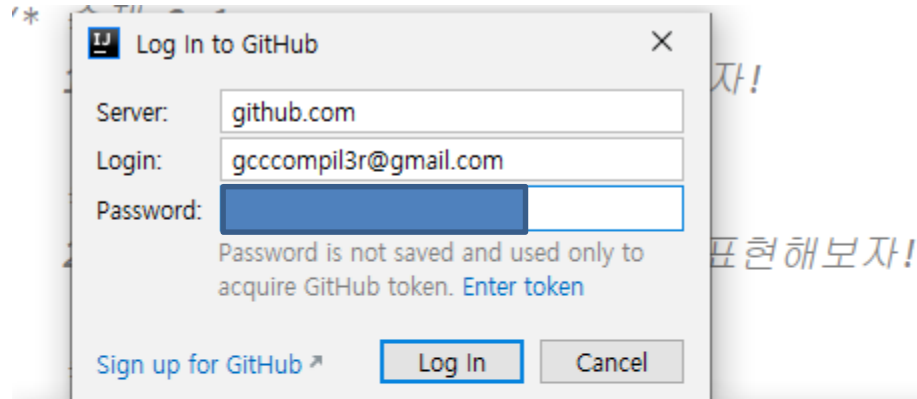 /*
IJ Log In to GitHub
자!
Server: github.com
Login: gcccompil3r@gmail.com
Password:
Password is not saved and used only to
표현해보자!
acquire GitHub token. Enter token
Sign up for GitHub Log In Cancel